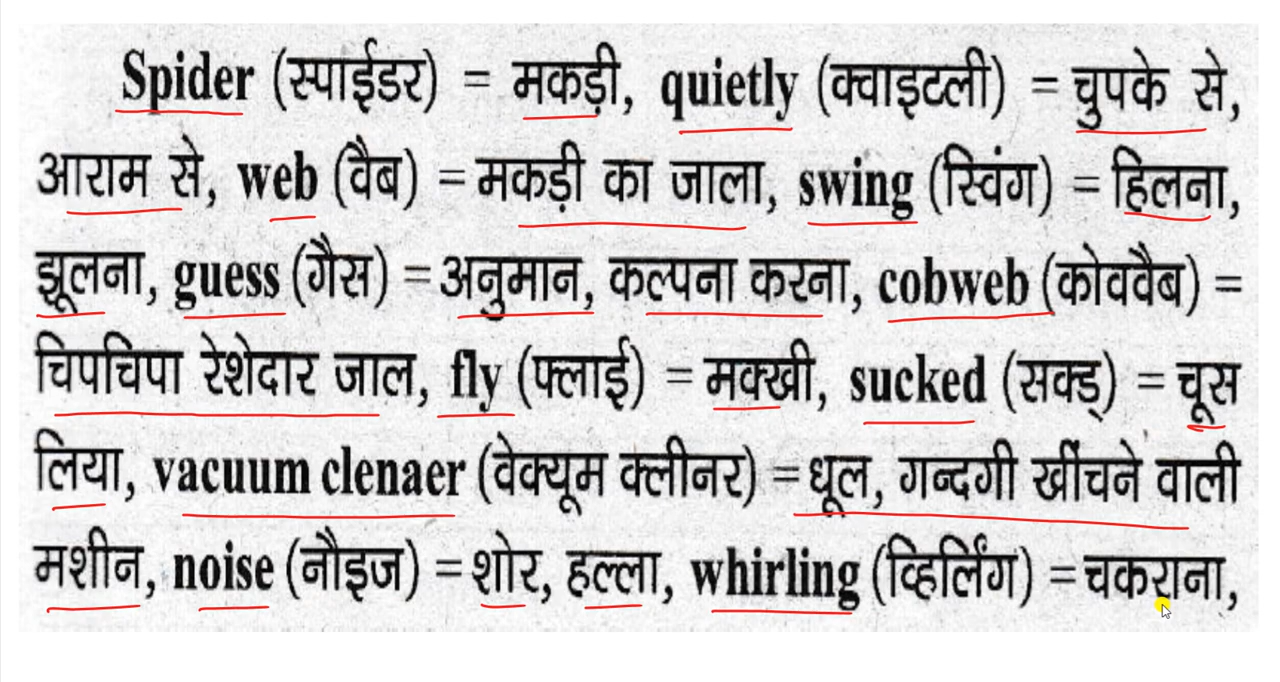 Spider (स्पाईडर) = मकड़ी, quietly (क्वाइटली) = चुपके से,
आराम से, web (वैब) = मकड़ी का जाला, swing (स्विंग) = हिलना,
झूलना, guess (गैस) = अनुमान, कल्पना करना, cobweb (कोववैब) =
चिपचिपा रेशेदार जाल, fly (फ्लाई) = मक्खी, sucked (सक्ड्) = चूस
लिया, vacuum clenaer (वेक्यूम क्लीनर) = धूल, गन्दगी खींचने वाली
मशीन, noise (नौइज) = शोर, हल्ला, whirling (व्हिर्लिंग) = चकराना,